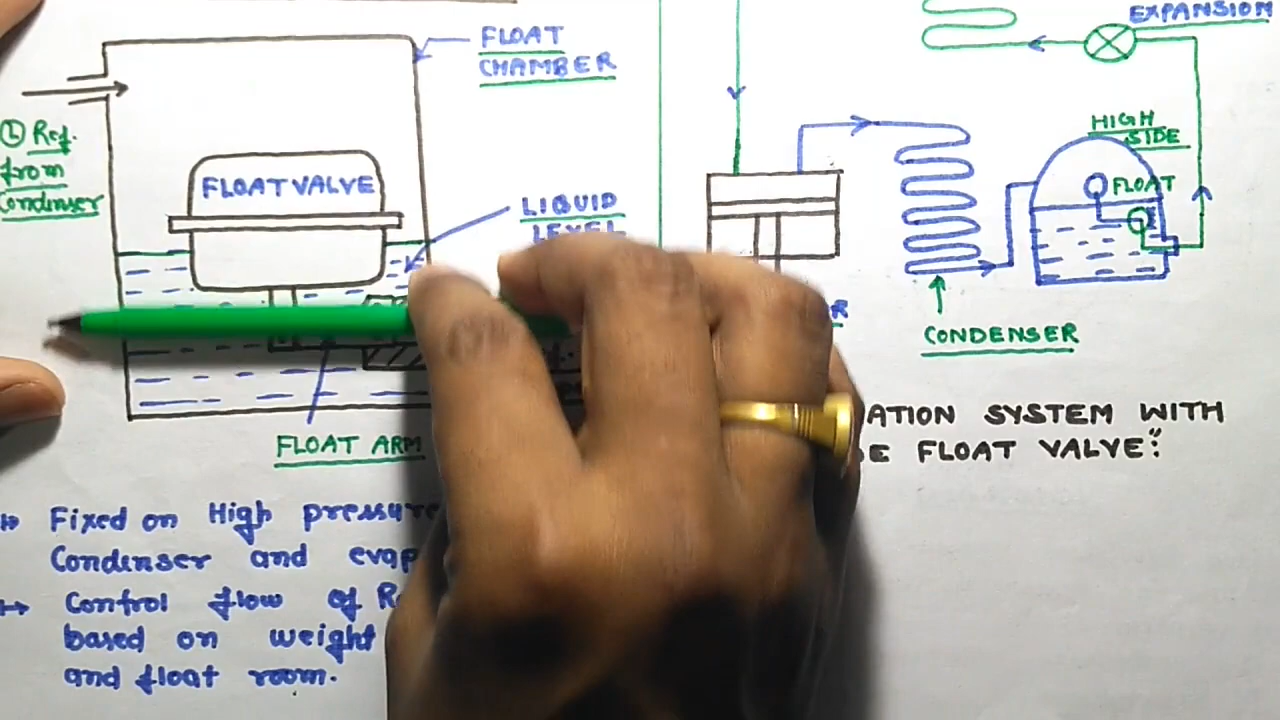 FLOAT
CHAMBER
① Ref.
from
Condenser
FLOAT VALVE
LIQUID
LEVEL
FLOAT ARM
Fixed on High pressure
Condenser and evap
Control flow of R
based on weight
and float room.
EXPANSION
HIGH
SIDE
FLOAT
CONDENSER
ATION SYSTEM WITH
E FLOAT VALVE"